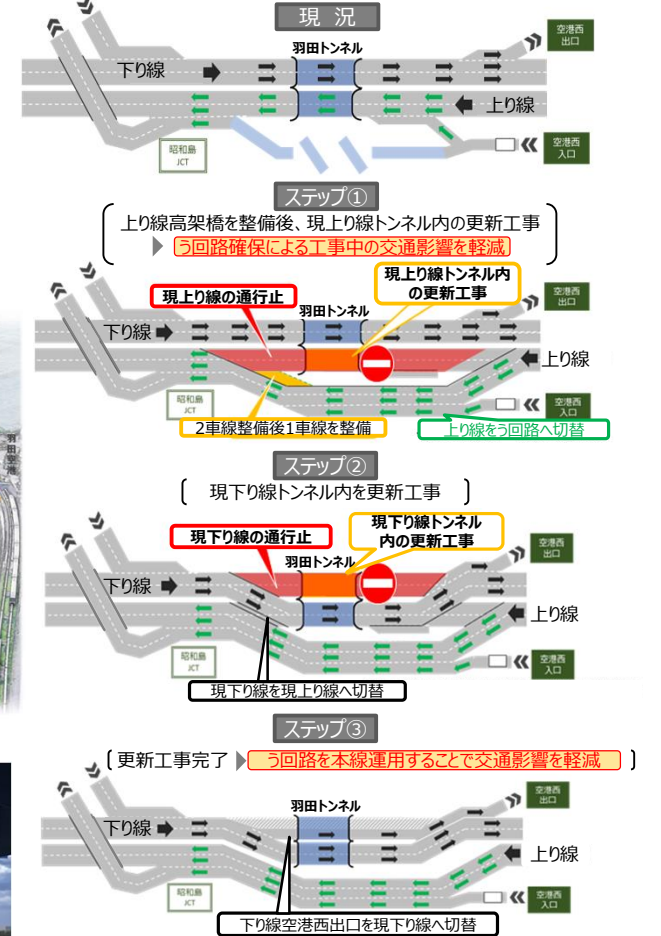 現 況
空港西
出口
羽田トンネル
下り線
上り線
昭和島
JCT
空港西
入口
ステップ①
上り線高架橋を整備後、現上り線トンネル内の更新工事
う回路確保による工事中の交通影響を軽減
現上り線トンネル内
の更新工事
現上り線の通行止
空港西
出口
羽田トンネル
下り線
上り線
昭和島
JCT
空港西
入口
2車線整備後1車線を整備
上り線をう回路へ切替
羽田空港
ステップ②
現下り線トンネル内を更新工事
現下り線トンネル
内の更新工事
現下り線の通行止
空港西
出口
羽田トンネル
下り線
上り線
昭和島
JCT
空港西
入口
現下り線を現上り線へ切替
ステップ③
更新工事完了 う回路を本線運用することで交通影響を軽減
空港西
出口
羽田トンネル
下り線
上り線
昭和島
JCT
空港西
入口
下り線空港西出口を現下り線へ切替